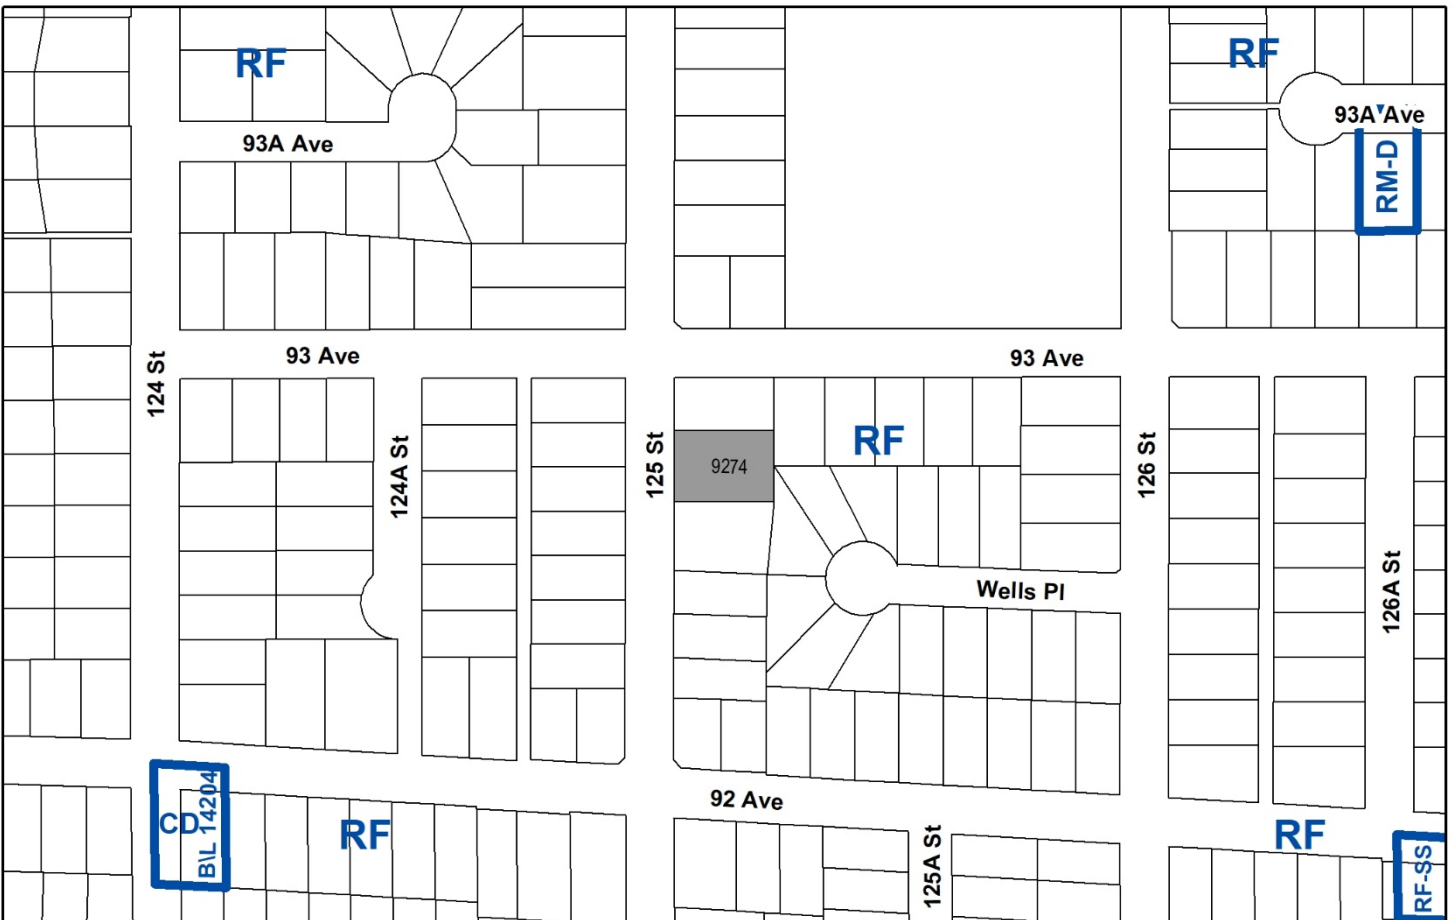 RF
RF
93A Ave
93A Ave
RM-D
93 Ave
93 Ave
124 St
124A St
125 St
9274
RF
126 St
126A St
Wells Pl
CD
B\L 14204
RF
92 Ave
125A St
RF
RF-SS